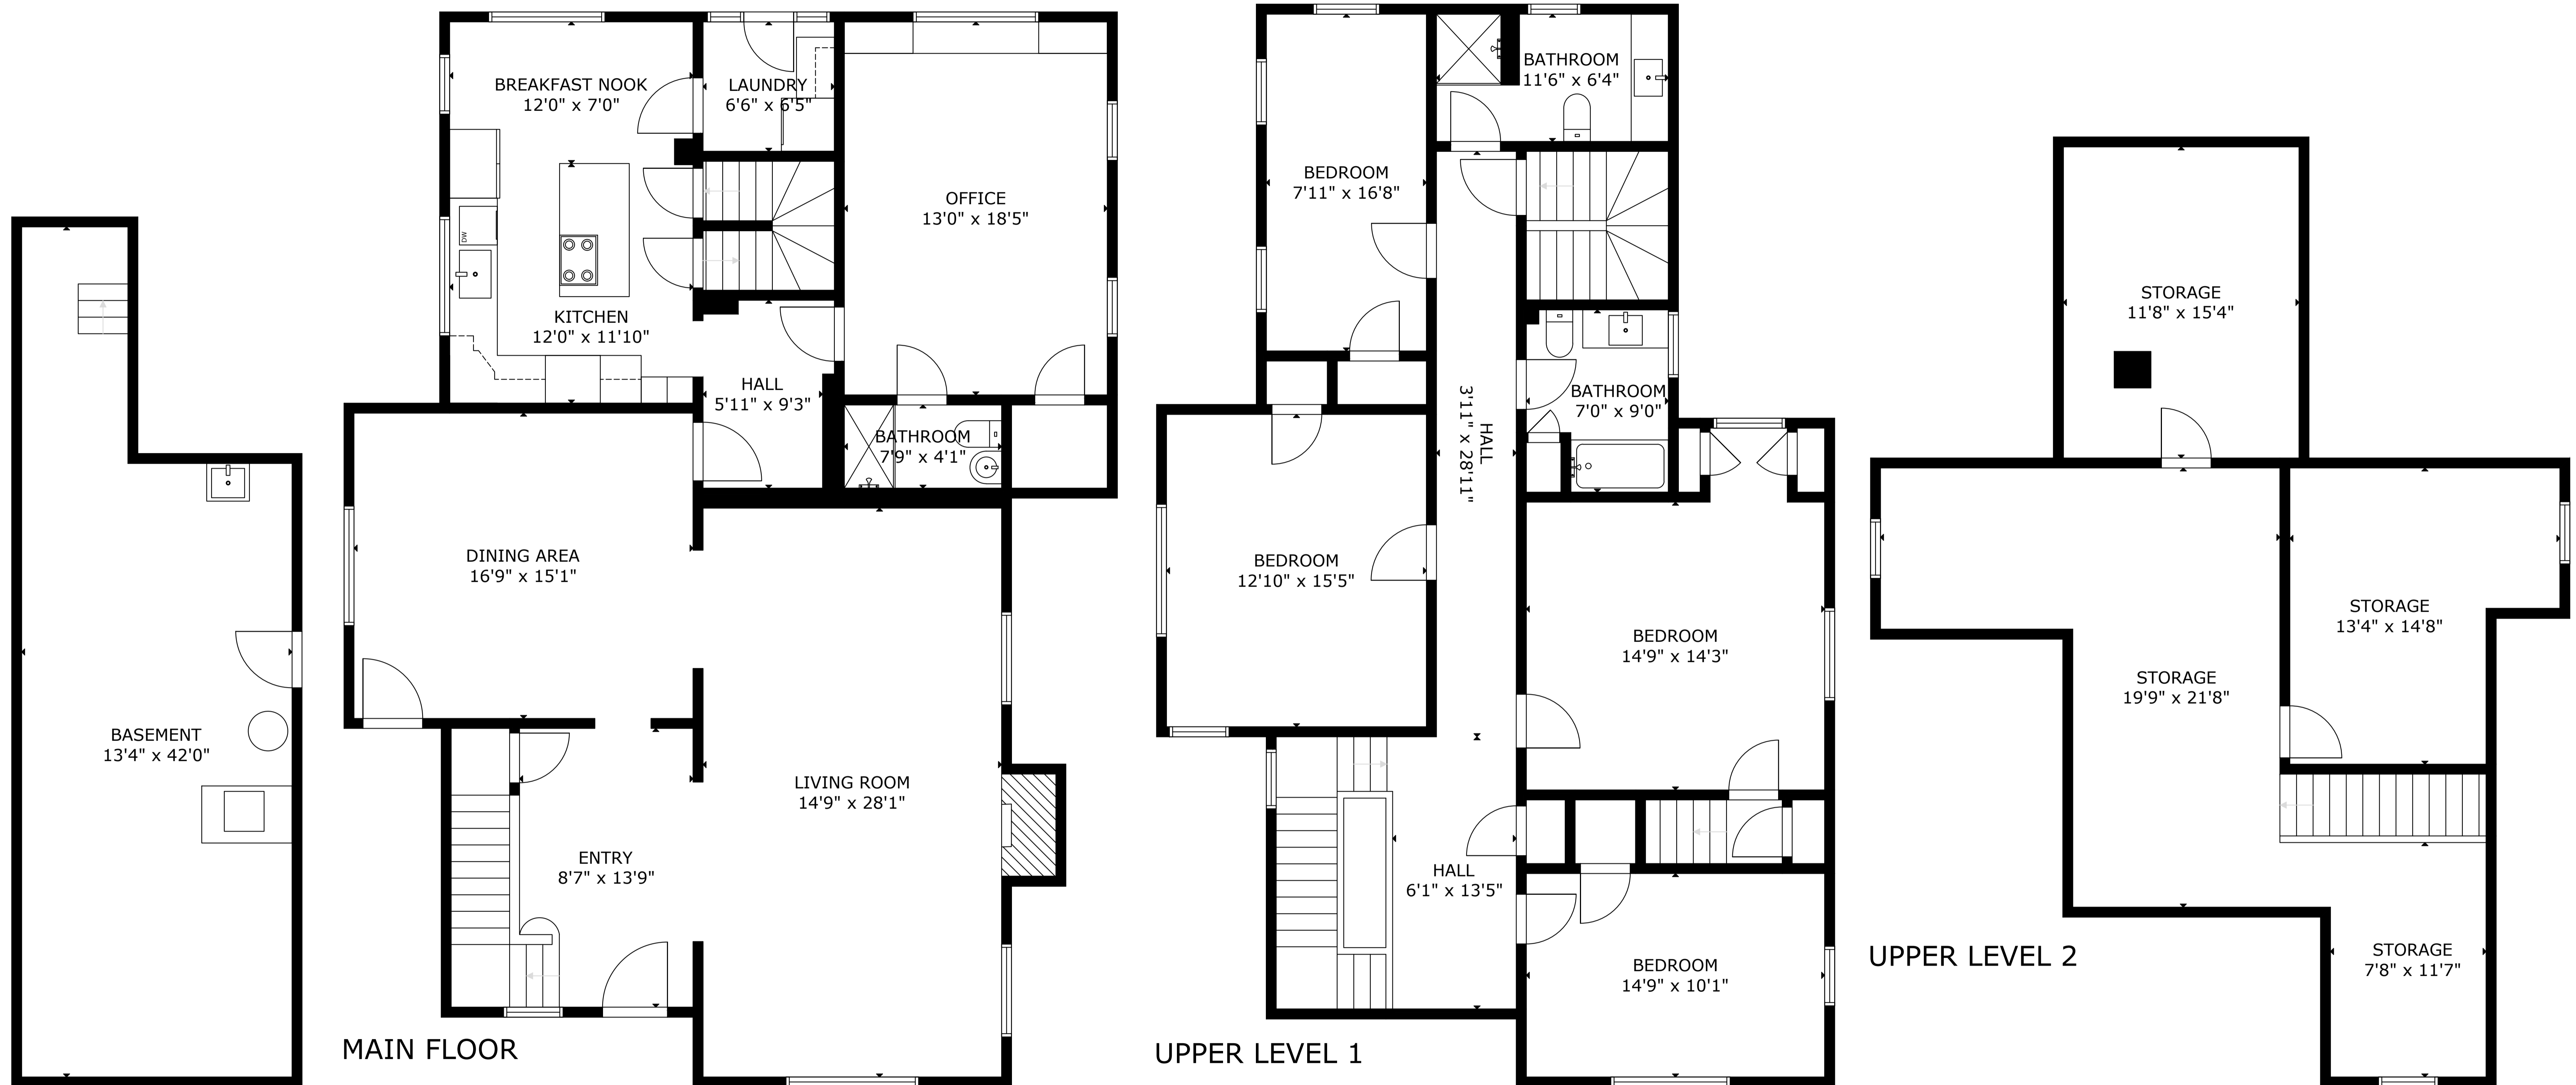 BASEMENT
13'4" x 42'0"
BREAKFAST NOOK
12'0" x 7'0"
LAUNDRY
6'6" x 6'5"
OFFICE
13'0" x 18'5"
DW
KITCHEN
12'0" x 11'10"
HALL
5'11" x 9'3"
BATHROOM
7'9" x 4'1"
DINING AREA
16'9" x 15'1"
LIVING ROOM
14'9" x 28'1"
ENTRY
8'7" x 13'9"
MAIN FLOOR
BATHROOM
11'6" x 6'4"
BEDROOM
7'11" x 16'8"
HALL
3'11" x 28'11"
BATHROOM
7'0" x 9'0"
BEDROOM
12'10" x 15'5"
BEDROOM
14'9" x 14'3"
HALL
6'1" x 13'5"
BEDROOM
14'9" x 10'1"
UPPER LEVEL 1
STORAGE
11'8" x 15'4"
STORAGE
13'4" x 14'8"
STORAGE
19'9" x 21'8"
STORAGE
7'8" x 11'7"
UPPER LEVEL 2